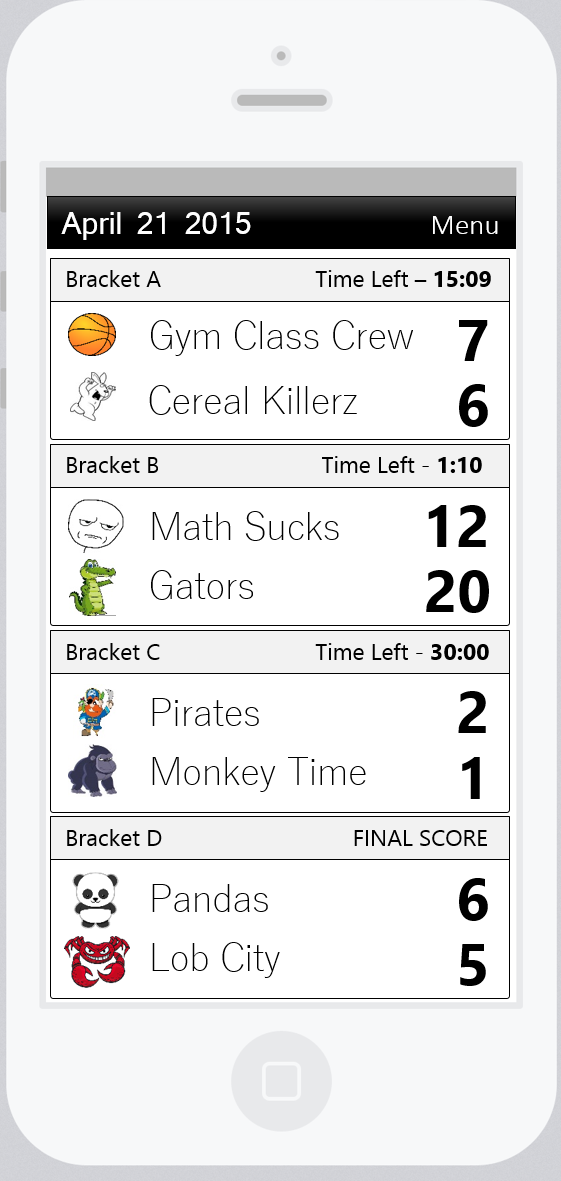 April 21 2015 Menu
Bracket A Time Left – 15:09
Gym Class Crew 7
Cereal Killerz 6
Bracket B Time Left - 1:10
Math Sucks 12
Gators 20
Bracket C Time Left - 30:00
Pirates 2
Monkey Time 1
Bracket D FINAL SCORE
Pandas 6
Lob City 5